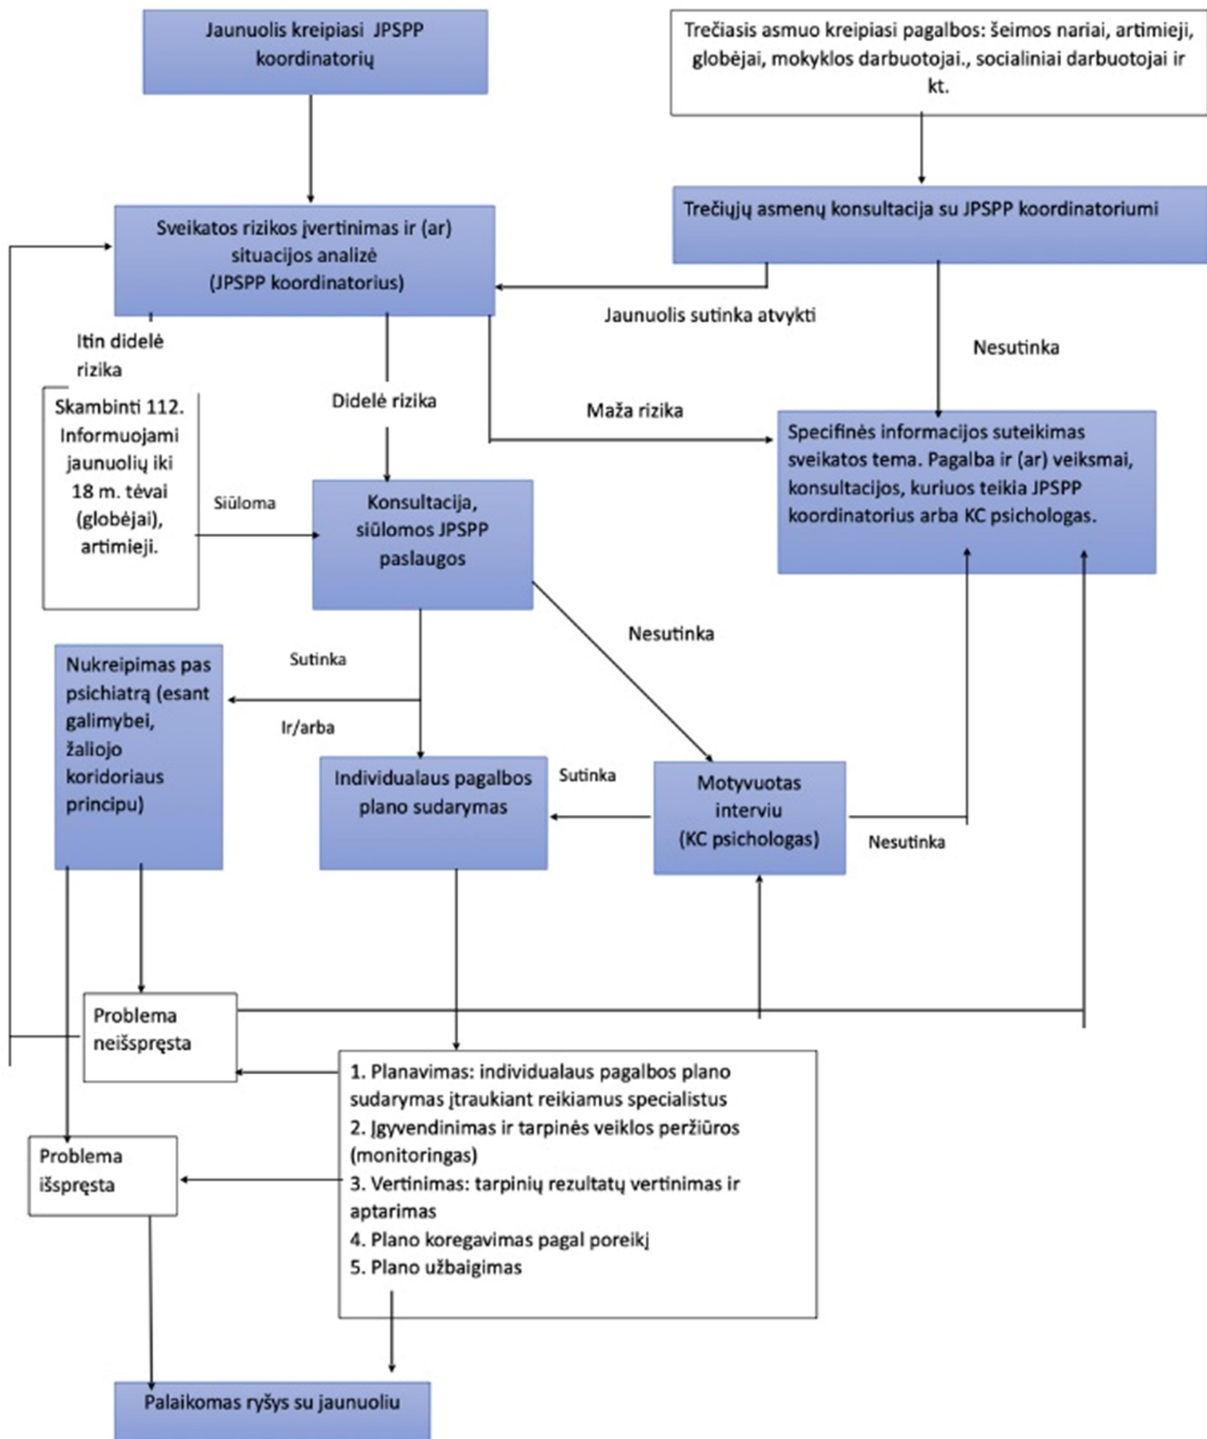 Jaunuolis kreipiasi JPSPP
koordinatorių
Trečiasis asmuo kreipiasi pagalbos: šeimos nariai, artimieji,
globėjai, mokyklos darbuotojai., socialiniai darbuotojai ir
kt.
Sveikatos rizikos įvertinimas ir (ar)
situacijos analizė
(JPSPP koordinatorius)
Trečiųjų asmenų konsultacija su JPSPP koordinatoriumi
Jaunuolis sutinka atvykti
Nesutinka
Itin didelė
rizika
Didelė rizika
Maža rizika
Skambinti 112.
Informuojami
jaunuolių iki
18 m. tėvai
(globėjai),
artimieji.
Siūloma
Konsultacija,
siūlomos JPSPP
paslaugos
Specifinės informacijos suteikimas
sveikatos tema. Pagalba ir (ar) veiksmai,
konsultacijos, kuriuos teikia JPSPP
koordinatorius arba KC psichologas.
Nesutinka
Sutinka
Ir/arba
Nukreipimas pas
psichiatrą (esant
galimybei,
žaliojo
koridoriaus
principu)
Individualaus pagalbos
plano sudarymas
Sutinka
Motyvuotas
interviu
(KC psichologas)
Nesutinka
Problema
neišspręsta
1. Planavimas: individualaus pagalbos plano
sudarymas įtraukiant reikiamus specialistus
2. Įgyvendinimas ir tarpinės veiklos peržiūros
(monitoringas)
3. Vertinimas: tarpinių rezultatų vertinimas ir
aptarimas
4. Plano koregavimas pagal poreikį
5. Plano užbaigimas
Problema
išspręsta
Palaikomas ryšys su jaunuoliu